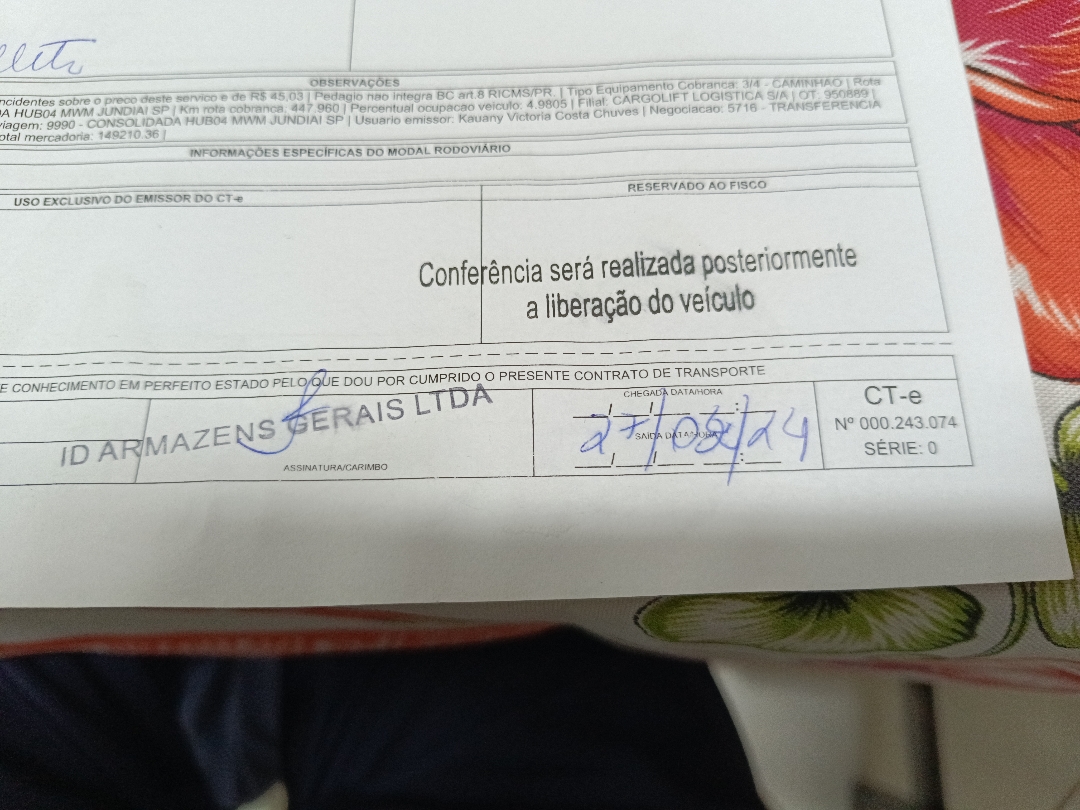 OBSERVAÇÕES
ncidentes sobre o preco deste servico e de R$ 45,03 | Pedagio nao integra BC art.8 RICMS/PR. | Tipo Equipamento Cobranca: 3/4 - CAMINHAO | Rota
DA HUB04 MWM JUNDIAI SP | Km rota cobranca. 447.960 | Percentual ocupacao veiculo: 4.9805 | Filial: CARGOLIFT LOGISTICA S/A | OT. 950889 |
iagem: 9990 - CONSOLIDADA HUB04 MWM JUNDIAI SP | Usuario emissor: Kauany Victoria Costa Chuves | Negociacao: 5716 - TRANSFERENCIA
otal mercadoria: 149210.36 |
INFORMAÇÕES ESPECÍFICAS DO MODAL RODOVIÁRIO
USO EXCLUSIVO DO EMISSOR DO CT-e
RESERVADO AO FISCO
Conferência será realizada posteriormente
a liberação do veículo
E CONHECIMENTO EM PERFEITO ESTADO PELO QUE DOU POR CUMPRIDO O PRESENTE CONTRATO DE TRANSPORTE
ID ARMAZENS GERAIS LTDA
ASSINATURA/CARIMBO
CHEGADA DATA/HORA
SAÍDA DATA/HORA
27/ /24
CT-e
Nº 000.243.074
SÉRIE: 0